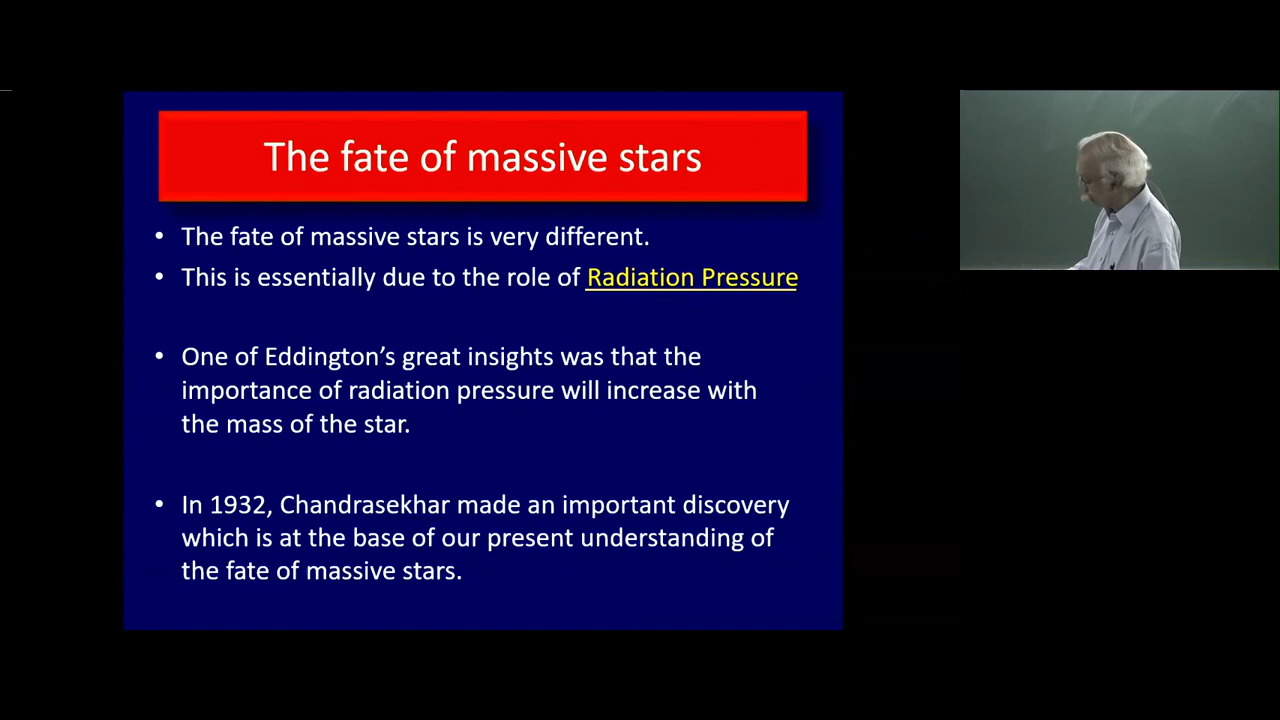 The fate of massive stars
• The fate of massive stars is very different.
• This is essentially due to the role of Radiation Pressure
• One of Eddington’s great insights was that the
importance of radiation pressure will increase with
the mass of the star.
• In 1932, Chandrasekhar made an important discovery
which is at the base of our present understanding of
the fate of massive stars.